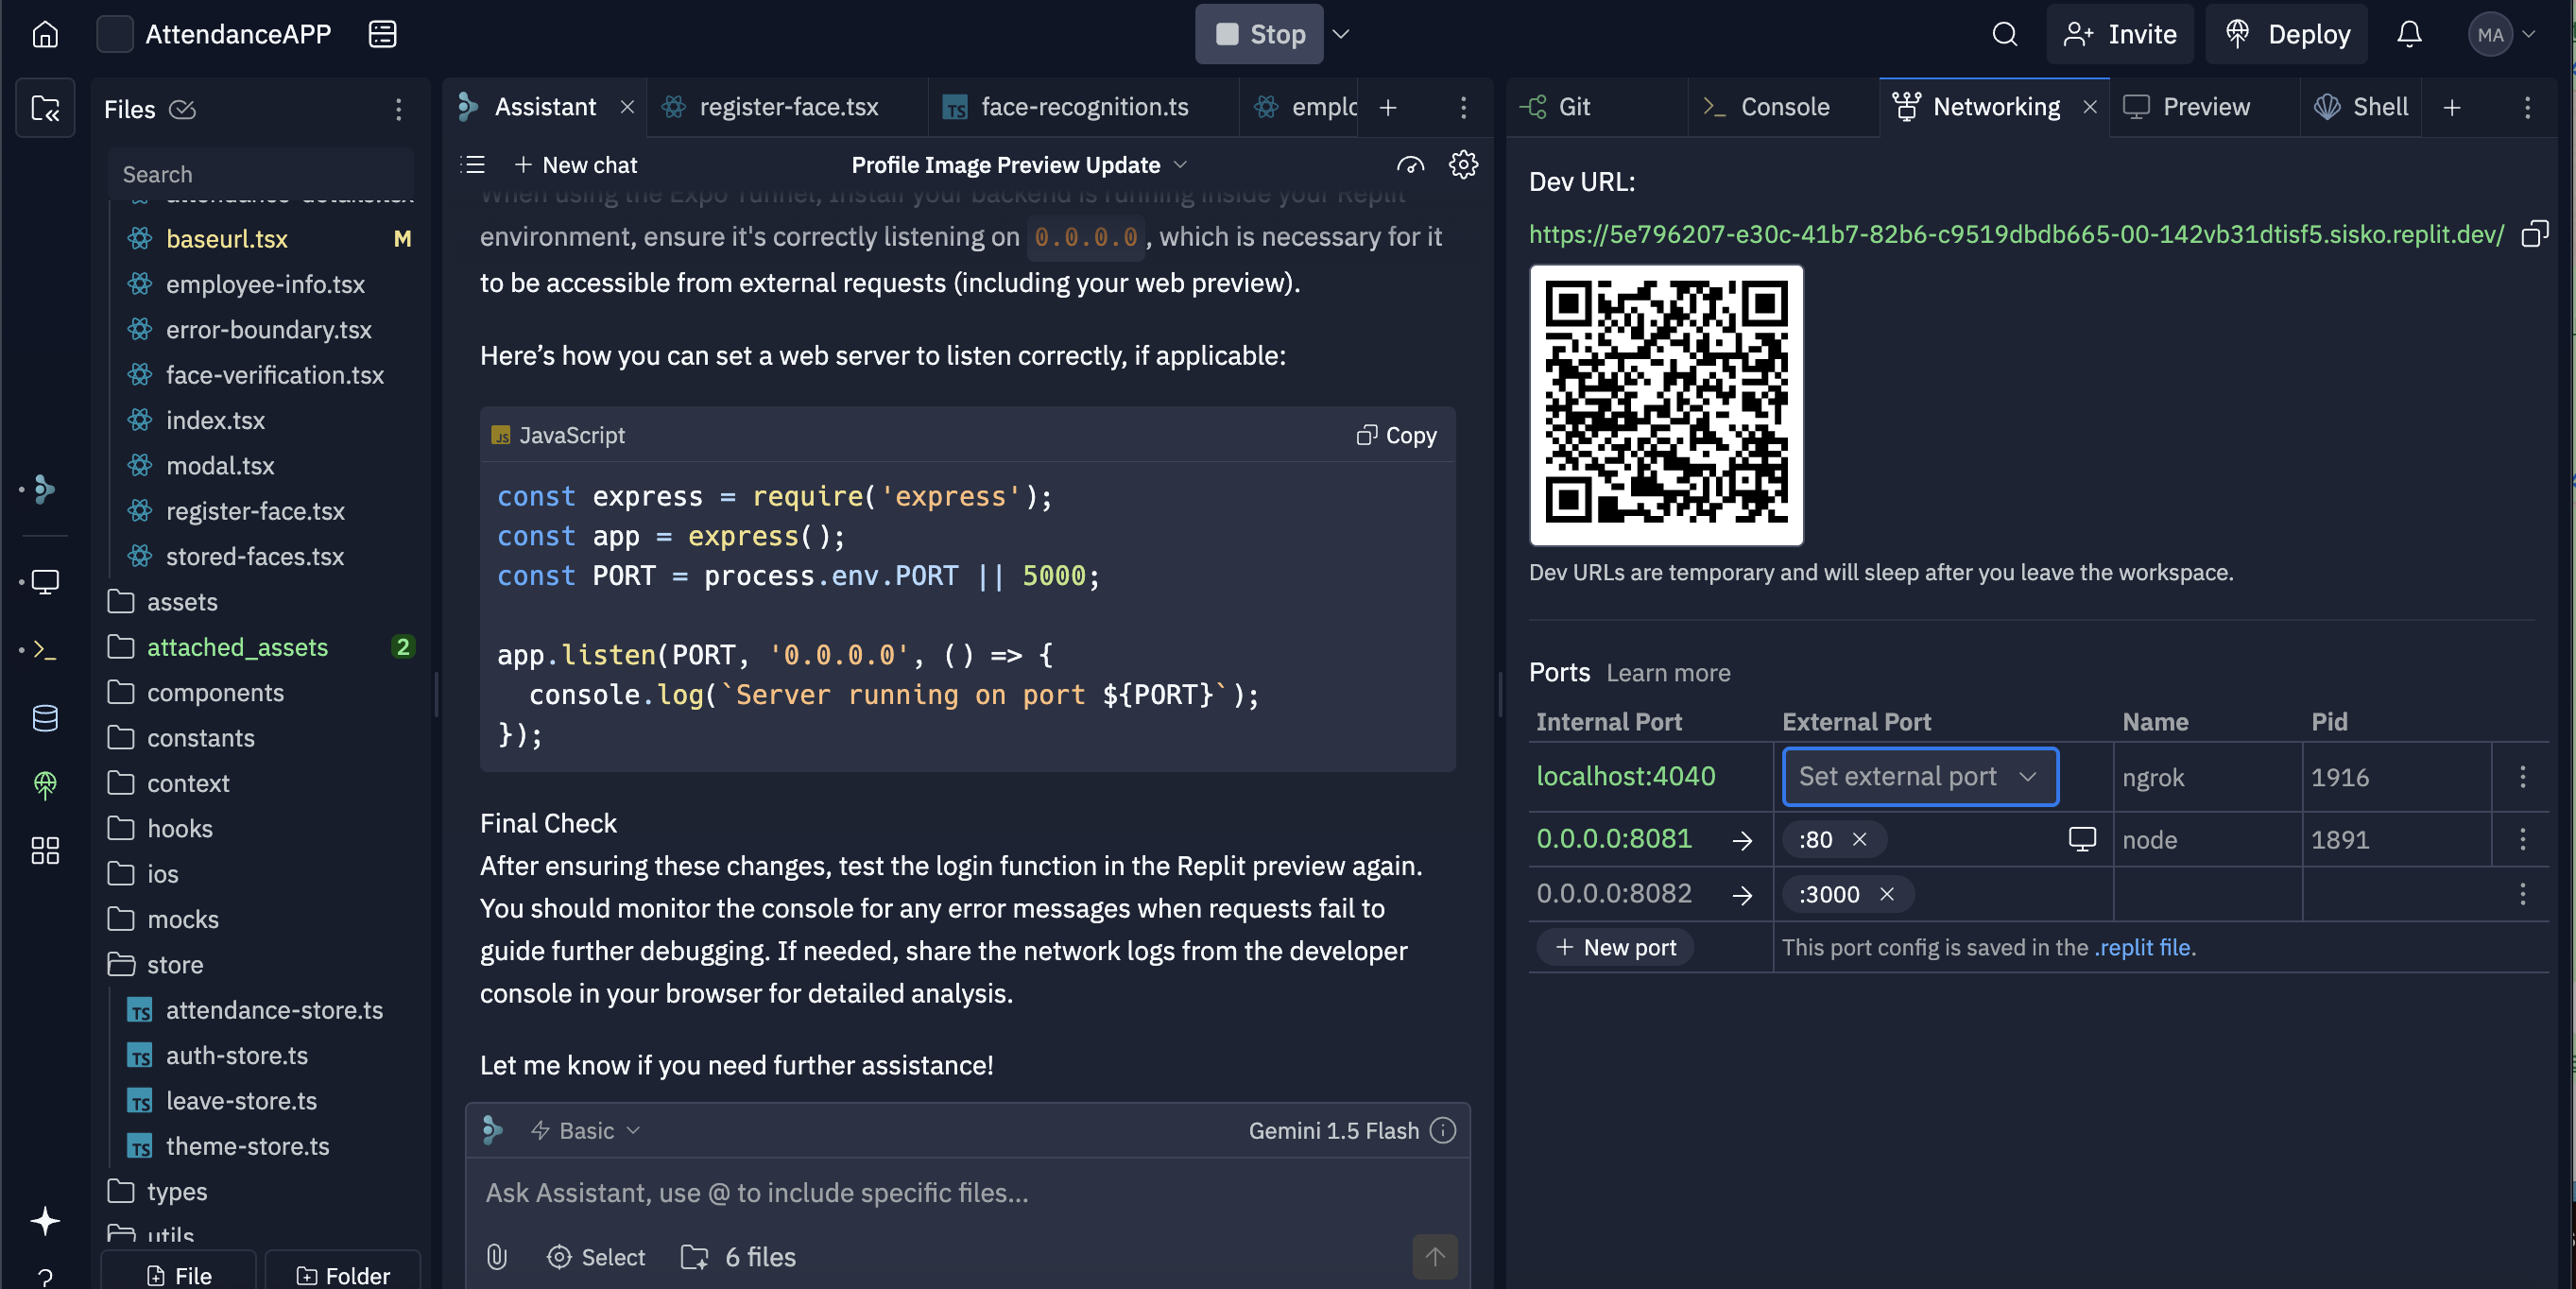 AttendanceAPP
Stop
Invite
Deploy
MA
Files
Search
baseurl.tsx M
employee-info.tsx
error-boundary.tsx
face-verification.tsx
index.tsx
modal.tsx
register-face.tsx
stored-faces.tsx
assets
attached_assets 2
components
constants
context
hooks
ios
mocks
store
attendance-store.ts
auth-store.ts
leave-store.ts
theme-store.ts
types
utils
File
Folder
Assistant
register-face.tsx
face-recognition.ts
emplo
New chat
Profile Image Preview Update
When using the Expo Tunnel, Install your backend is running inside your Replit
environment, ensure it's correctly listening on 0.0.0.0, which is necessary for it
to be accessible from external requests (including your web preview).
Here’s how you can set a web server to listen correctly, if applicable:
JavaScript
Copy
const express = require('express');
const app = express();
const PORT = process.env.PORT || 5000;
app.listen(PORT, '0.0.0.0', () => {
console.log(`Server running on port ${PORT}`);
});
Final Check
After ensuring these changes, test the login function in the Replit preview again.
You should monitor the console for any error messages when requests fail to
guide further debugging. If needed, share the network logs from the developer
console in your browser for detailed analysis.
Let me know if you need further assistance!
Basic
Gemini 1.5 Flash
Ask Assistant, use @ to include specific files...
Select
6 files
Git
Console
Networking
Preview
Shell
Dev URL:
https://5e796207-e30c-41b7-82b6-c9519dbdb665-00-142vb31dtisf5.sisko.replit.dev/
Dev URLs are temporary and will sleep after you leave the workspace.
Ports Learn more
Internal Port External Port Name Pid
localhost:4040 Set external port ngrok 1916
0.0.0.0:8081 → :80 node 1891
0.0.0.0:8082 → :3000
New port This port config is saved in the .replit file.